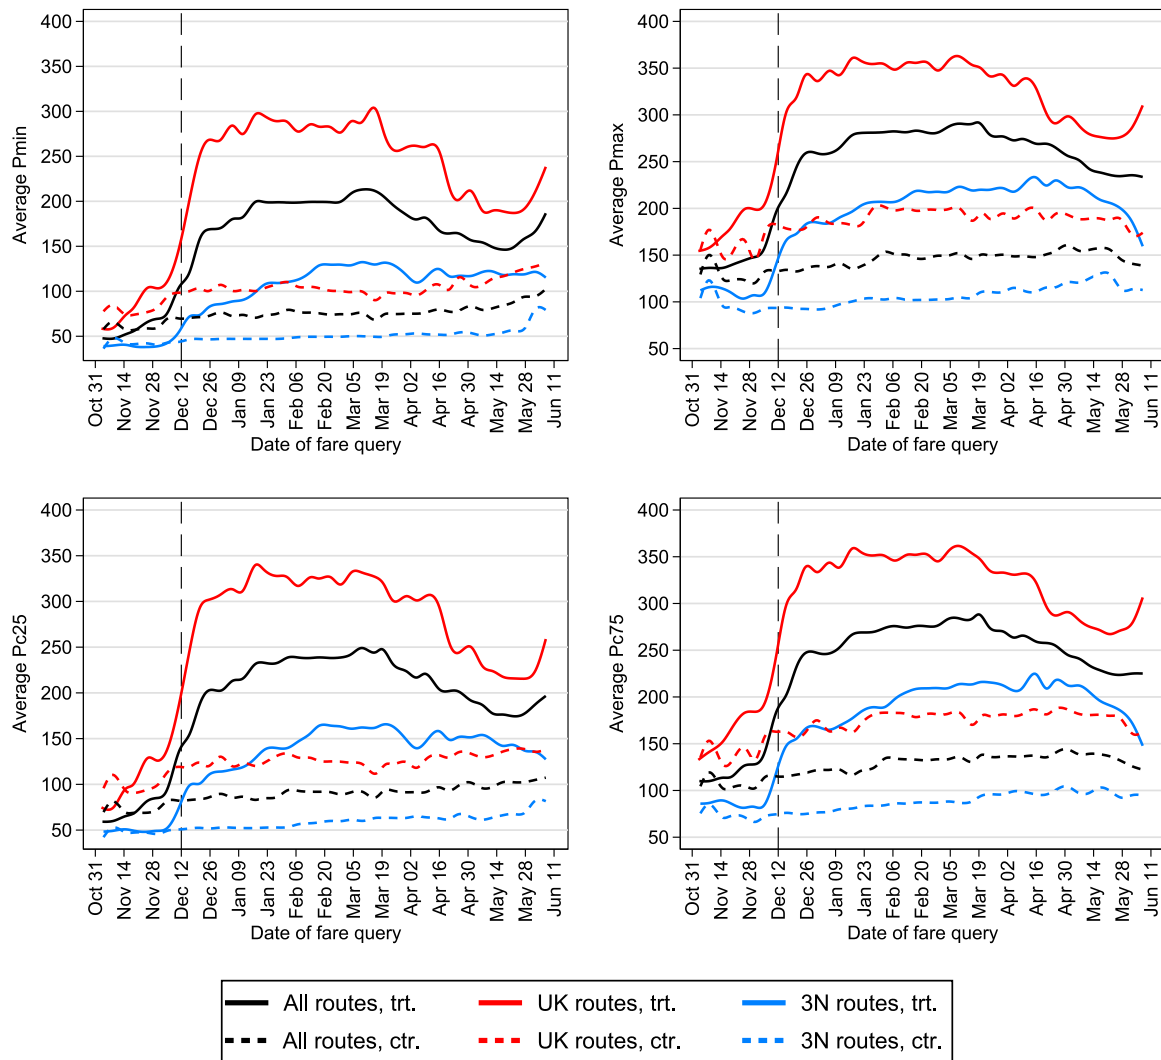 400
350
300
250
200
150
100
50
Average Pmin
Oct 31
Nov 14
Nov 28
Dec 12
Dec 26
Jan 09
Jan 23
Feb 06
Feb 20
Mar 05
Mar 19
Apr 02
Apr 16
Apr 30
May 14
May 28
Jun 11
Date of fare query
400
350
300
250
200
150
100
50
Average Pmax
Oct 31
Nov 14
Nov 28
Dec 12
Dec 26
Jan 09
Jan 23
Feb 06
Feb 20
Mar 05
Mar 19
Apr 02
Apr 16
Apr 30
May 14
May 28
Jun 11
Date of fare query
400
350
300
250
200
150
100
50
Average Pc25
Oct 31
Nov 14
Nov 28
Dec 12
Dec 26
Jan 09
Jan 23
Feb 06
Feb 20
Mar 05
Mar 19
Apr 02
Apr 16
Apr 30
May 14
May 28
Jun 11
Date of fare query
400
350
300
250
200
150
100
50
Average Pc75
Oct 31
Nov 14
Nov 28
Dec 12
Dec 26
Jan 09
Jan 23
Feb 06
Feb 20
Mar 05
Mar 19
Apr 02
Apr 16
Apr 30
May 14
May 28
Jun 11
Date of fare query
All routes, trt. UK routes, trt. 3N routes, trt.
All routes, ctr. UK routes, ctr. 3N routes, ctr.